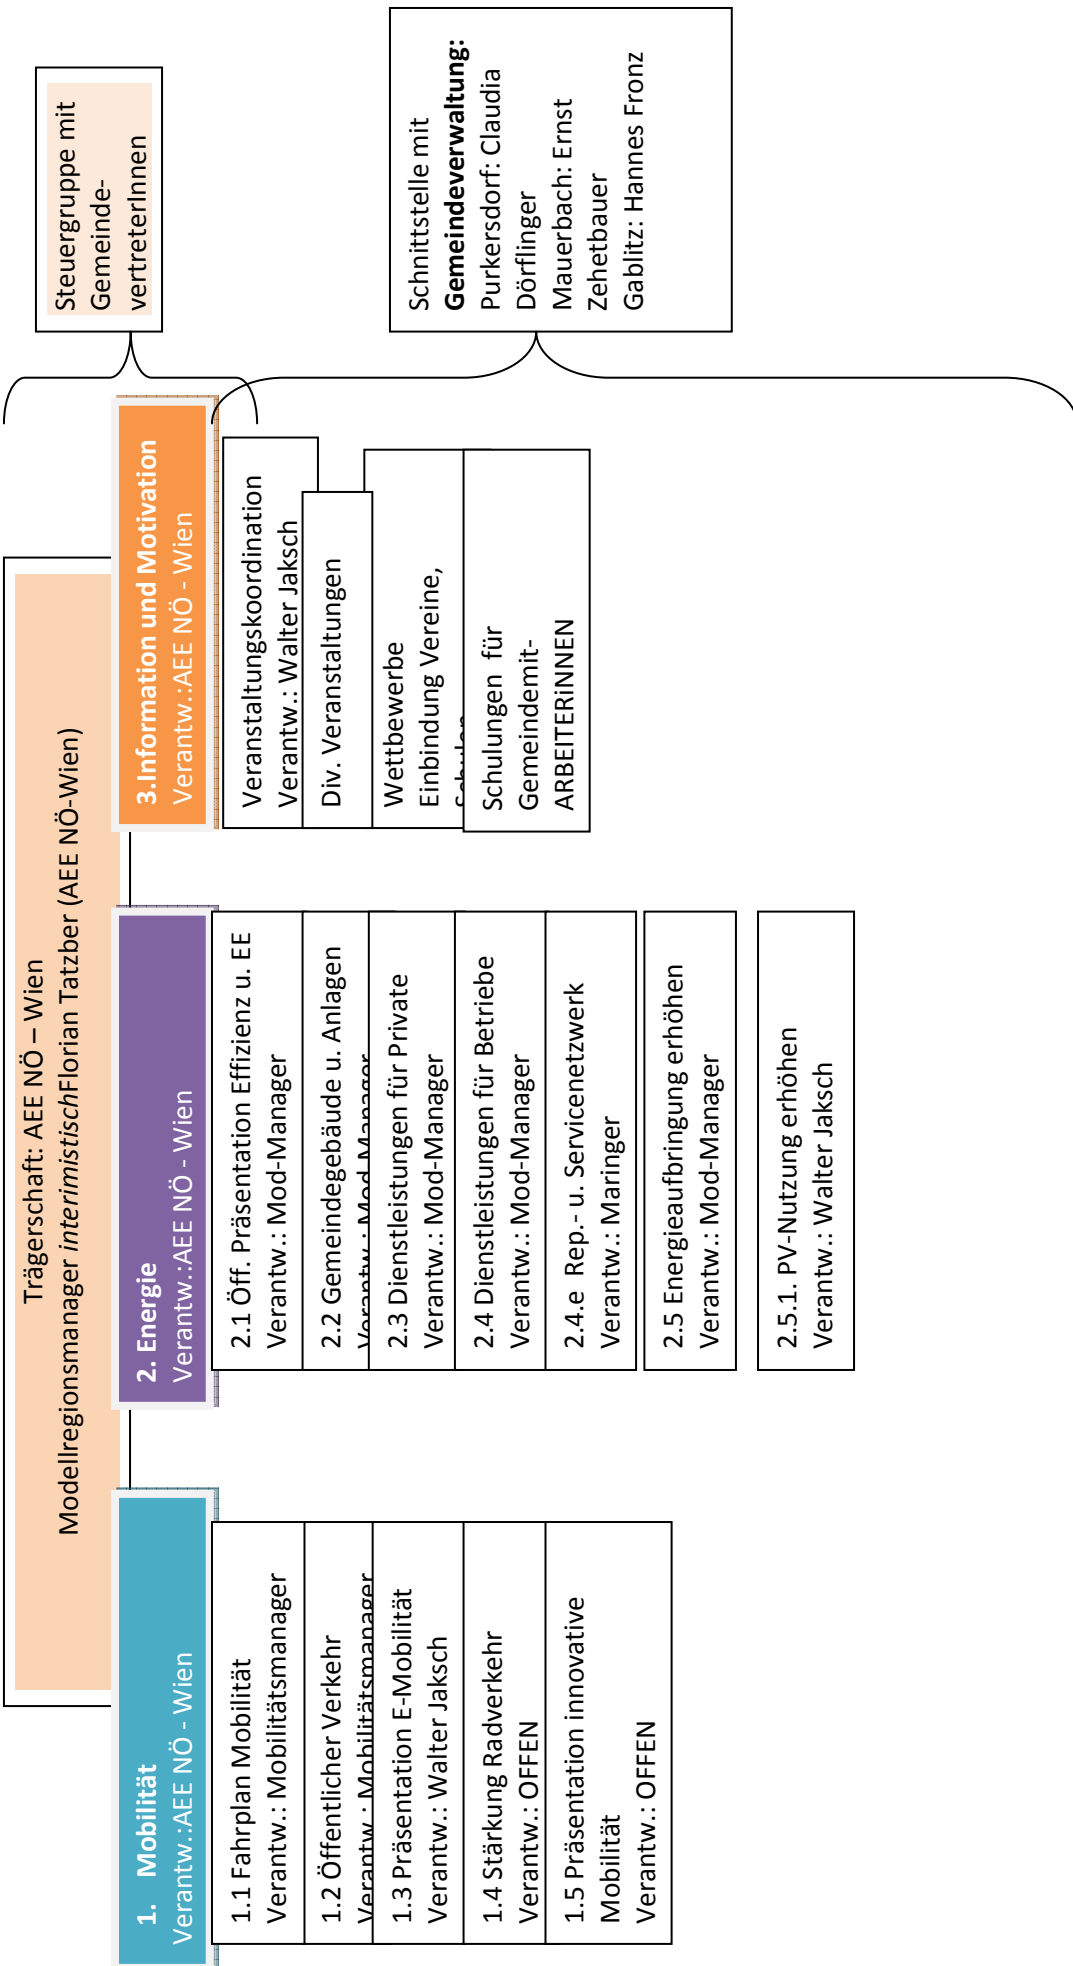 Trägerschaft: AEE NÖ – Wien
Modellregionsmanager interimistischFlorian Tatzber (AEE NÖ-Wien)
Steuergruppe mit
Gemeinde-
vertreterInnen
1. Mobilität
Verantw.:AEE NÖ - Wien
1.1 Fahrplan Mobilität
Verantw.: Mobilitätsmanager
1.2 Öffentlicher Verkehr
Verantw.: Mobilitätsmanager
1.3 Präsentation E-Mobilität
Verantw.: Walter Jaksch
1.4 Stärkung Radverkehr
Verantw.: OFFEN
1.5 Präsentation innovative
Mobilität
Verantw.: OFFEN
2. Energie
Verantw.:AEE NÖ - Wien
2.1 Öff. Präsentation Effizienz u. EE
Verantw.: Mod-Manager
2.2 Gemeindegebäude u. Anlagen
Verantw.: Mod-Manager
2.3 Dienstleistungen für Private
Verantw.: Mod-Manager
2.4 Dienstleistungen für Betriebe
Verantw.: Mod-Manager
2.4.e Rep.- u. Servicenetzwerk
Verantw.: Maringer
2.5 Energieaufbringung erhöhen
Verantw.: Mod-Manager
2.5.1. PV-Nutzung erhöhen
Verantw.: Walter Jaksch
3.Information und Motivation
Verantw.:AEE NÖ - Wien
Veranstaltungskoordination
Verantw.: Walter Jaksch
Div. Veranstaltungen
Wettbewerbe
Einbindung Vereine,
Schulen
Schulungen für
Gemeindemit-
ARBEITERiNNEN
Schnittstelle mit
Gemeindeverwaltung:
Purkersdorf: Claudia
Dörflinger
Mauerbach: Ernst
Zehetbauer
Gablitz: Hannes Fronz